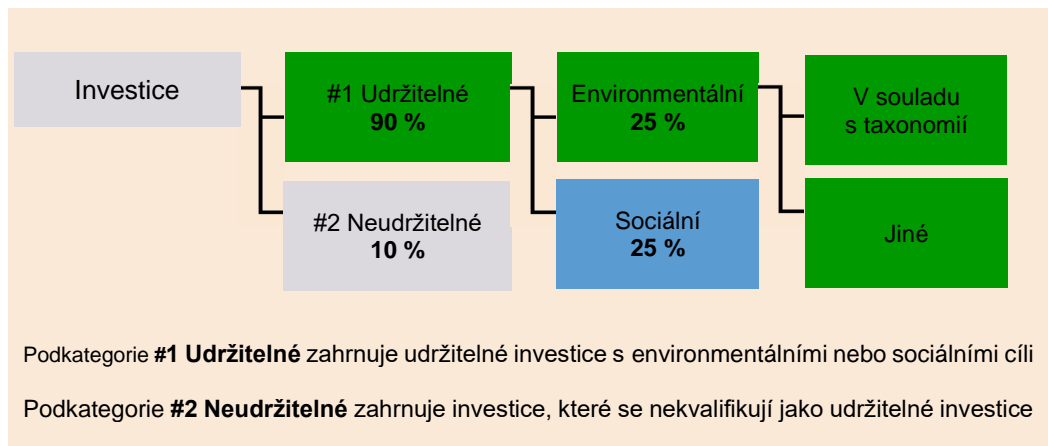 Investice
#1 Udržitelné
90 %
Environmentální
25 %
V souladu
s taxonomií
#2 Neudržitelné
10 %
Sociální
25 %
Jiné
Podkategorie #1 Udržitelné zahrnuje udržitelné investice s environmentálními nebo sociálními cíli
Podkategorie #2 Neudržitelné zahrnuje investice, které se nekvalifikují jako udržitelné investice